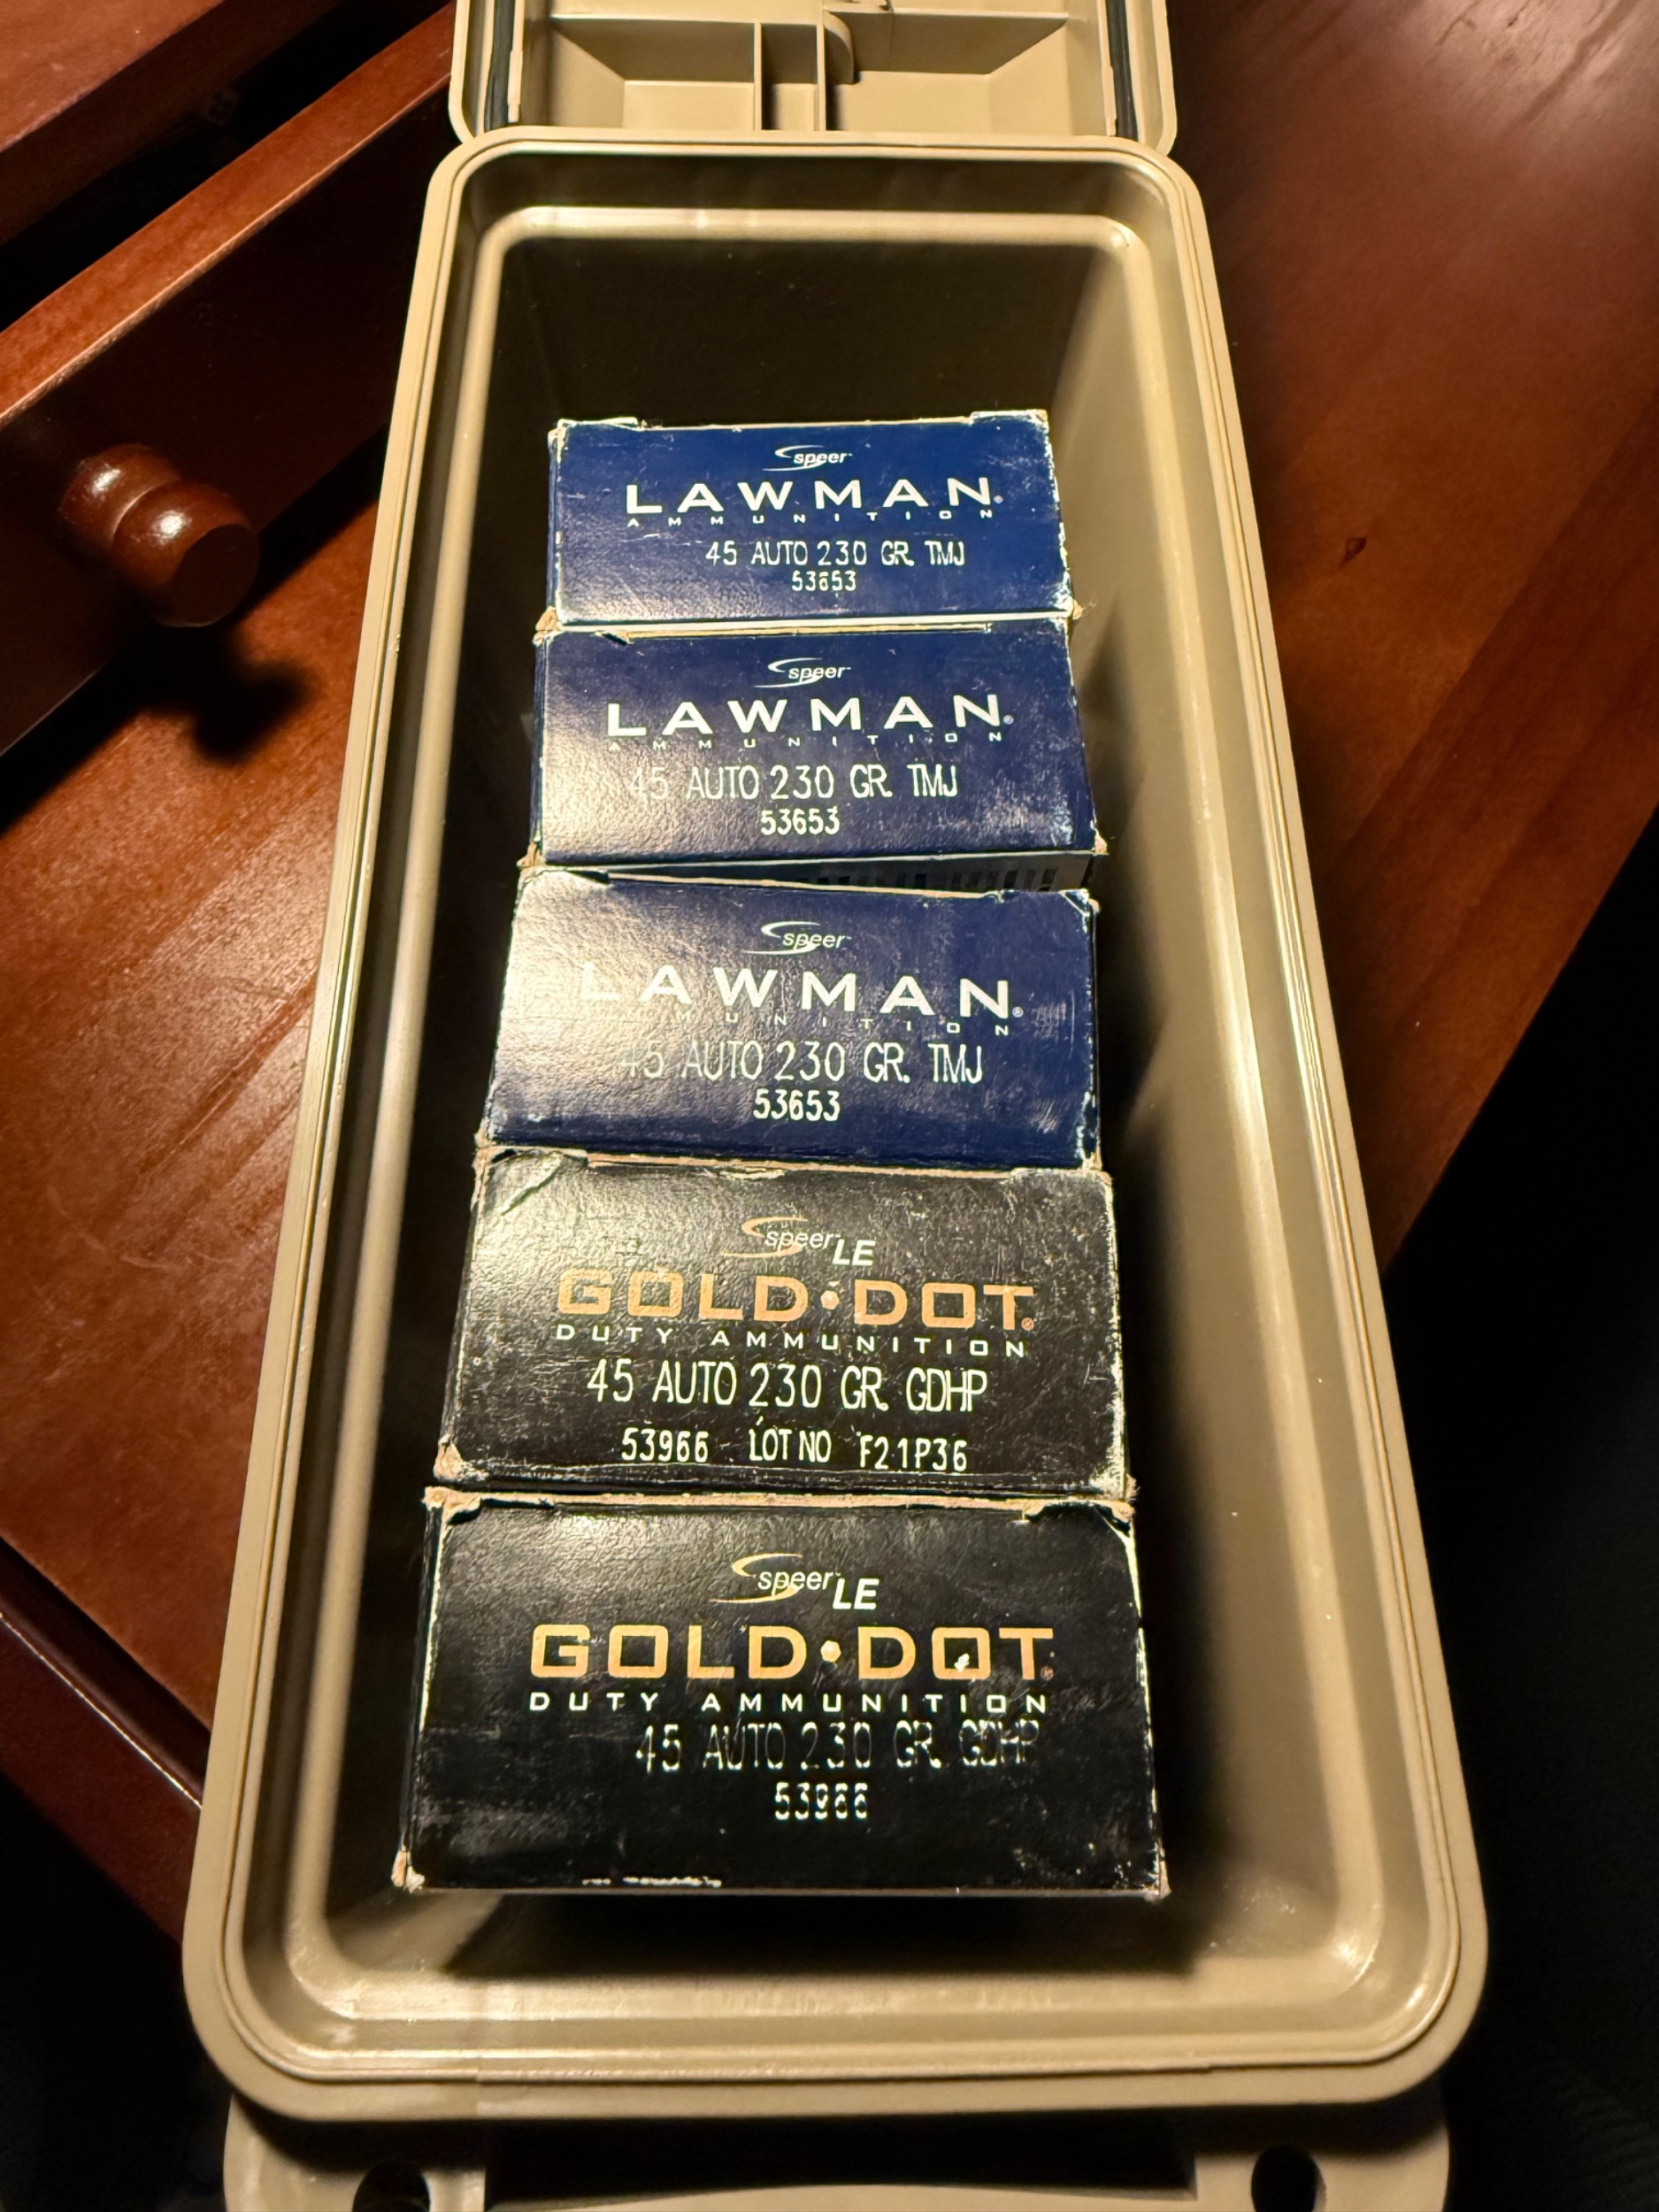 speer
LAWMAN®
AMMUNITION
45 AUTO 230 GR. TMJ
53653
speer
LAWMAN®
AMMUNITION
45 AUTO 230 GR. TMJ
53653
speer
LAWMAN®
AMMUNITION
45 AUTO 230 GR. TMJ
53653
speer LE
GOLD•DOT®
DUTY AMMUNITION
45 AUTO 230 GR. GDHP
53966 LOT NO F21P36
speer LE
GOLD•DOT®
DUTY AMMUNITION
45 AUTO 230 GR. GDHP
53966